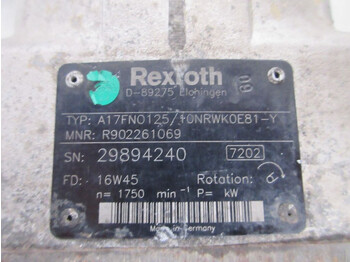 Rexroth
D-89275 Elchingen
TYP: A17FNO125/10NRWK0E81-Y
MNR: R902261069
SN: 29894240 7202
FD: 16W45 Rotation:
n= 1750 min⁻¹ P= kW
Made in Germany